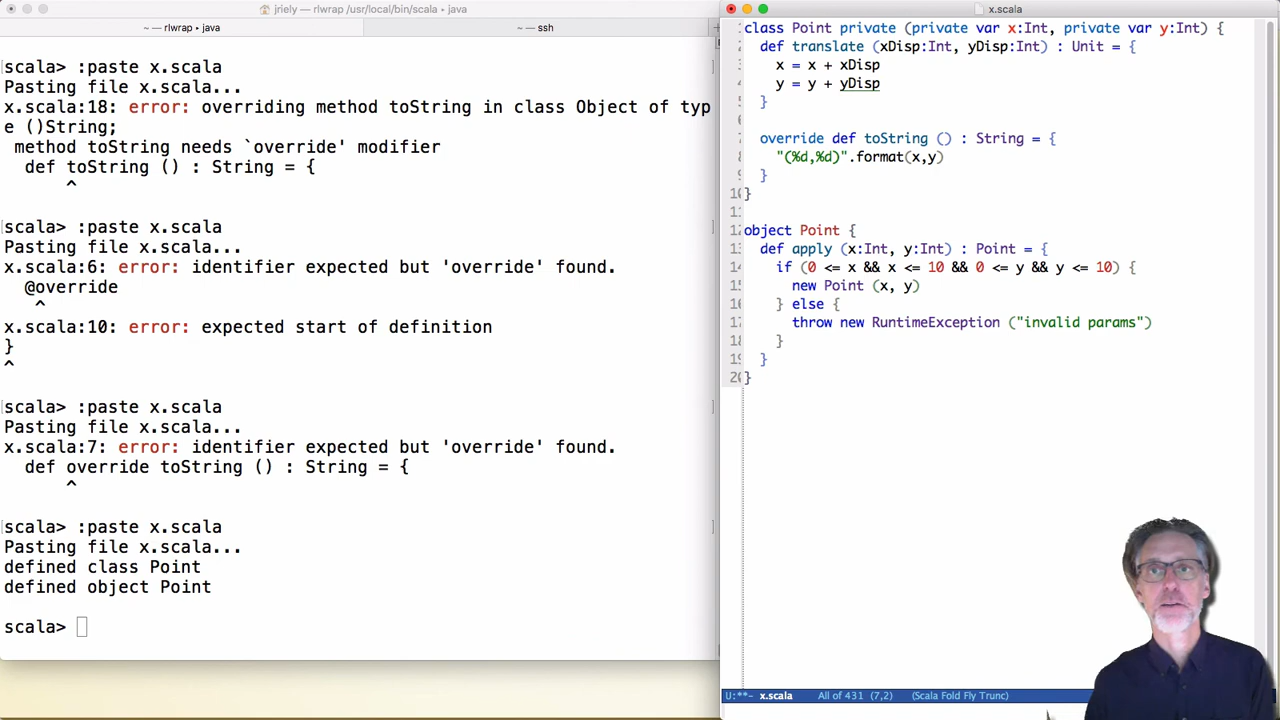 jriely — rlwrap /usr/local/bin/scala ▸ java
~ — rlwrap ▸ java
~ — ssh
scala> :paste x.scala
Pasting file x.scala...
x.scala:18: error: overriding method toString in class Object of typ
e ()String;
 method toString needs `override' modifier
  def toString () : String = {
      ^
scala> :paste x.scala
Pasting file x.scala...
x.scala:6: error: identifier expected but 'override' found.
  @override
   ^
x.scala:10: error: expected start of definition
}
^
scala> :paste x.scala
Pasting file x.scala...
x.scala:7: error: identifier expected but 'override' found.
  def override toString () : String = {
      ^
scala> :paste x.scala
Pasting file x.scala...
defined class Point
defined object Point
scala>
x.scala
1 class Point private (private var x:Int, private var y:Int) {
2   def translate (xDisp:Int, yDisp:Int) : Unit = {
3     x = x + xDisp
4     y = y + yDisp
5   }
6
7   override def toString () : String = {
8     "(%d,%d)".format(x,y)
9   }
10 }
11
12 object Point {
13   def apply (x:Int, y:Int) : Point = {
14     if (0 <= x && x <= 10 && 0 <= y && y <= 10) {
15       new Point (x, y)
16     } else {
17       throw new RuntimeException ("invalid params")
18     }
19   }
20 }
U:**- x.scala All of 431 (7,2) (Scala Fold Fly Trunc)